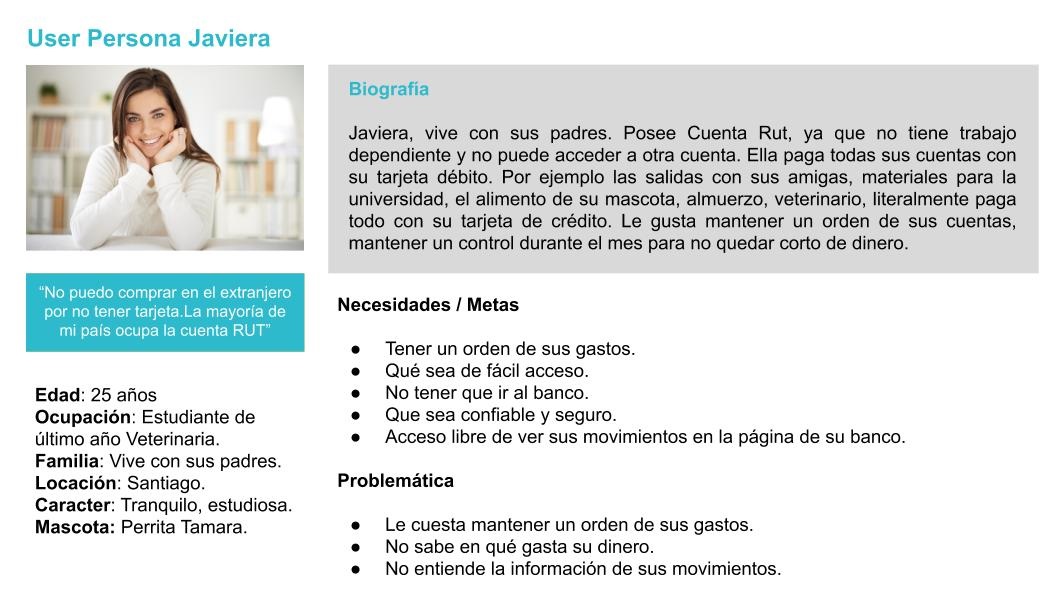 User Persona Javiera
Biografía
Javiera, vive con sus padres. Posee Cuenta Rut, ya que no tiene trabajo
dependiente y no puede acceder a otra cuenta. Ella paga todas sus cuentas con
su tarjeta débito. Por ejemplo las salidas con sus amigas, materiales para la
universidad, el alimento de su mascota, almuerzo, veterinario, literalmente paga
todo con su tarjeta de crédito. Le gusta mantener un orden de sus cuentas,
mantener un control durante el mes para no quedar corto de dinero.
“No puedo comprar en el extranjero
por no tener tarjeta.La mayoría de
mi país ocupa la cuenta RUT”
Edad: 25 años
Ocupación: Estudiante de
último año Veterinaria.
Familia: Vive con sus padres.
Locación: Santiago.
Caracter: Tranquilo, estudiosa.
Mascota: Perrita Tamara.
Necesidades / Metas
● Tener un orden de sus gastos.
● Qué sea de fácil acceso.
● No tener que ir al banco.
● Que sea confiable y seguro.
● Acceso libre de ver sus movimientos en la página de su banco.
Problemática
● Le cuesta mantener un orden de sus gastos.
● No sabe en qué gasta su dinero.
● No entiende la información de sus movimientos.